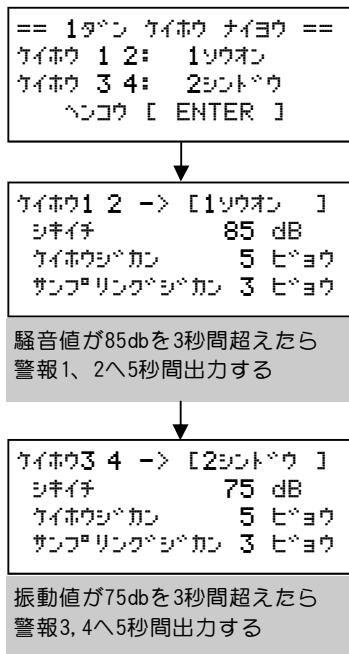 == 1ダン ケイホウ ナイヨウ ==
ケイホウ 1 2: 1ソウオン
ケイホウ 3 4: 2シンドウ
ヘンコウ [ ENTER ]
ケイホウ1 2 -> [1ソウオン ]
シキイチ 85 dB
ケイホウジカン 5 ビョウ
サンプリングジカン 3 ビョウ
騒音値が85dbを3秒間超えたら
警報1、2へ5秒間出力する
ケイホウ3 4 -> [2シンドウ ]
シキイチ 75 dB
ケイホウジカン 5 ビョウ
サンプリングジカン 3 ビョウ
振動値が75dbを3秒間超えたら
警報3,4へ5秒間出力する